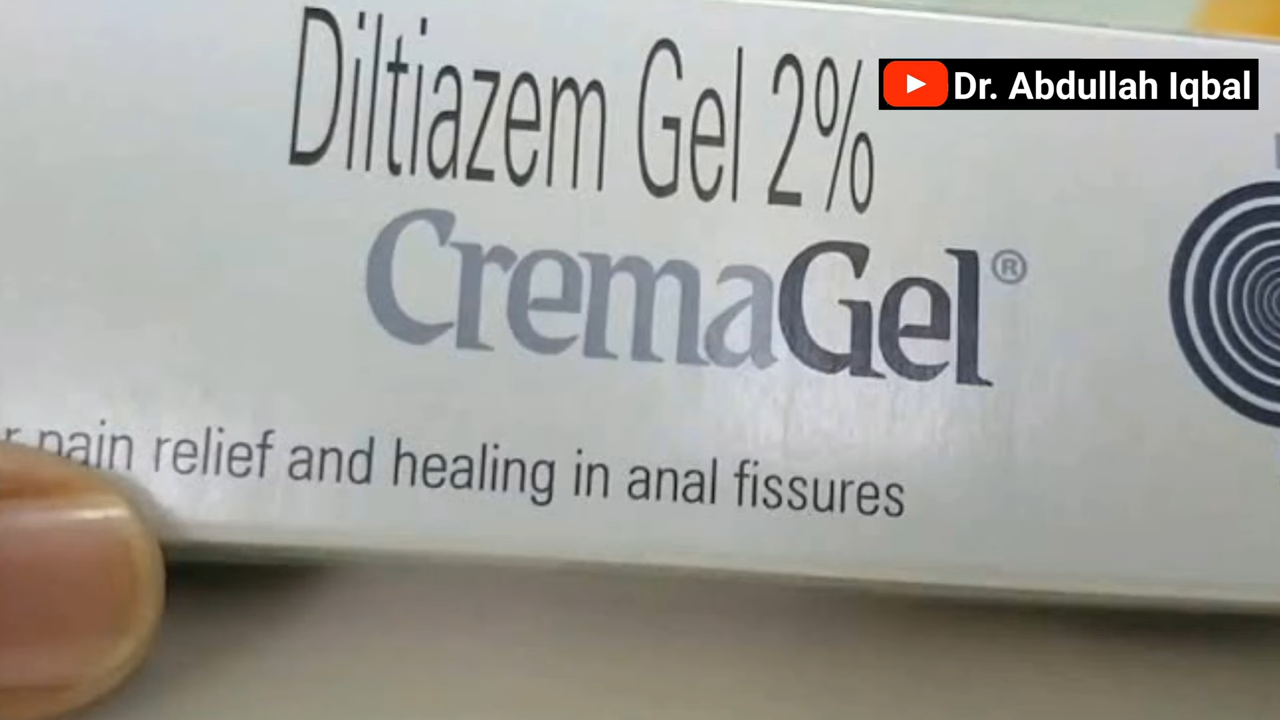 Diltiazem Gel 2%
Dr. Abdullah Iqbal
CremaGel®
pain relief and healing in anal fissures